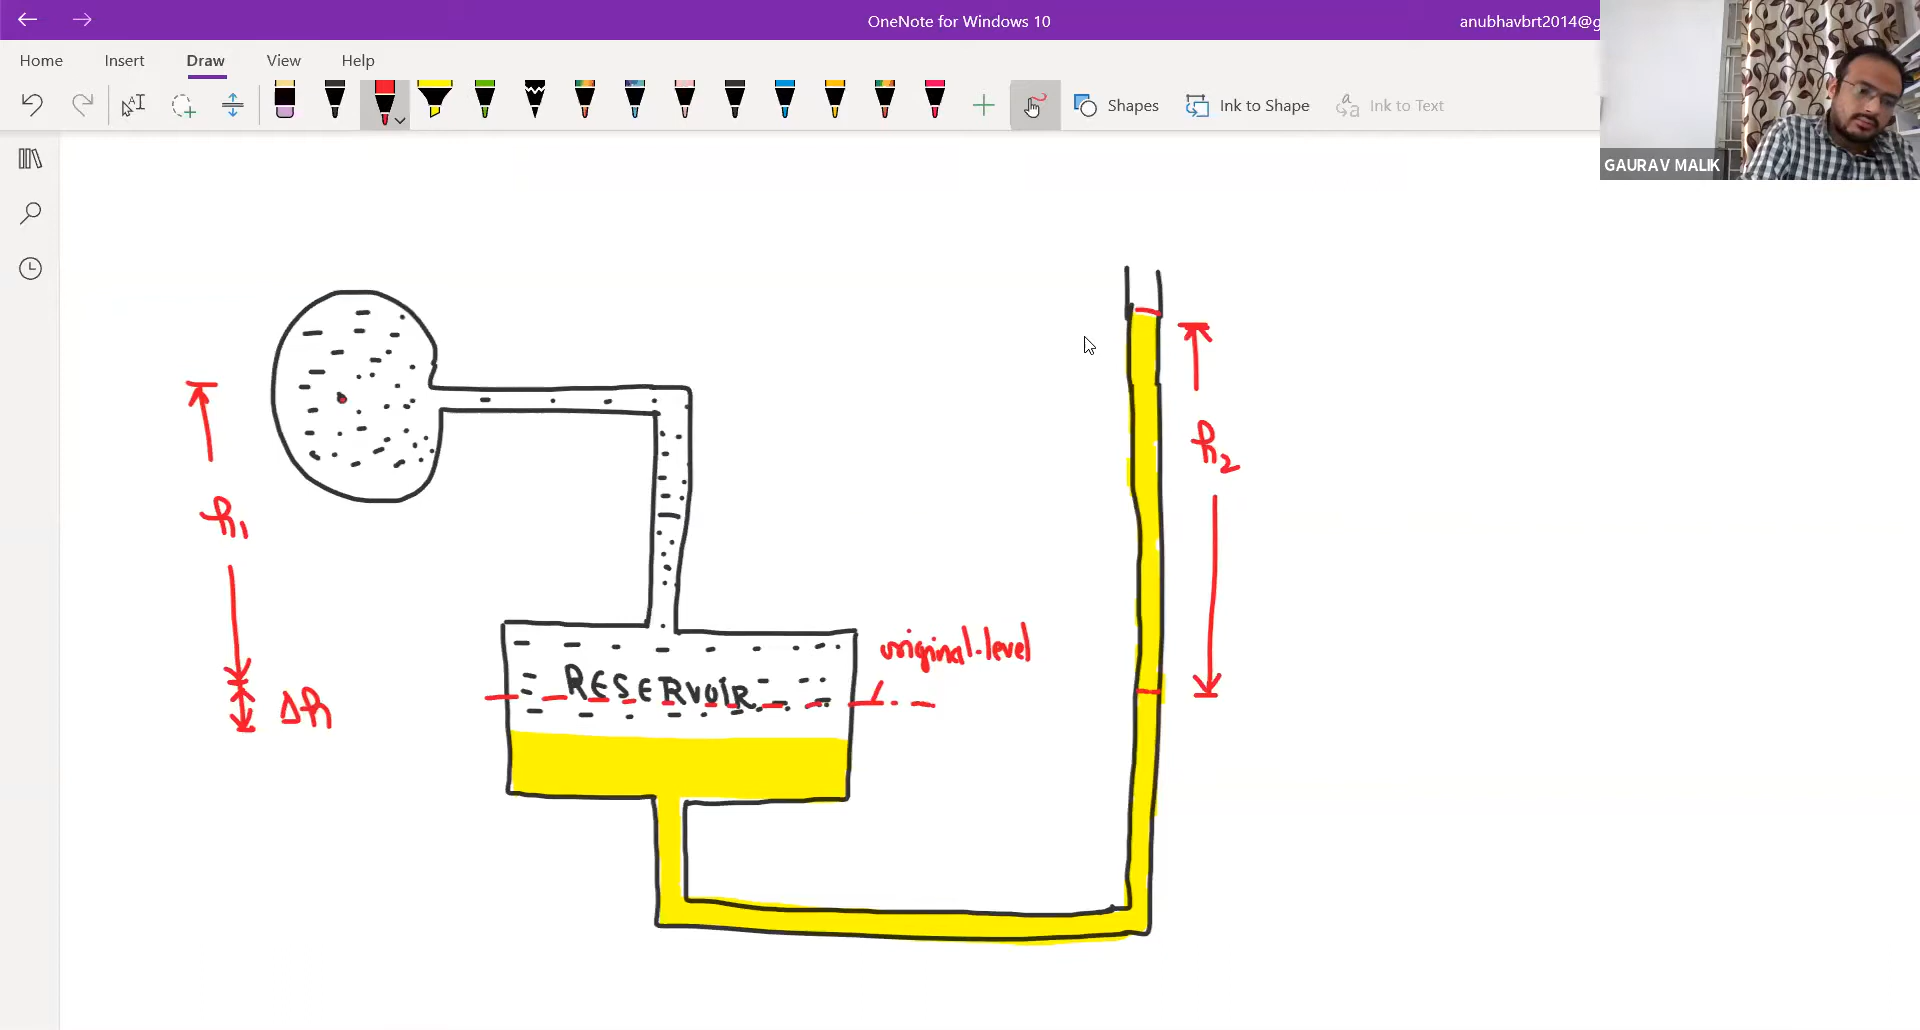 OneNote for Windows 10
anubhavbrt2014@g
Home Insert Draw View Help
Shapes Ink to Shape Ink to Text
GAURAV MALIK
h₁
h₂
original level
RESERVOIR
Δh